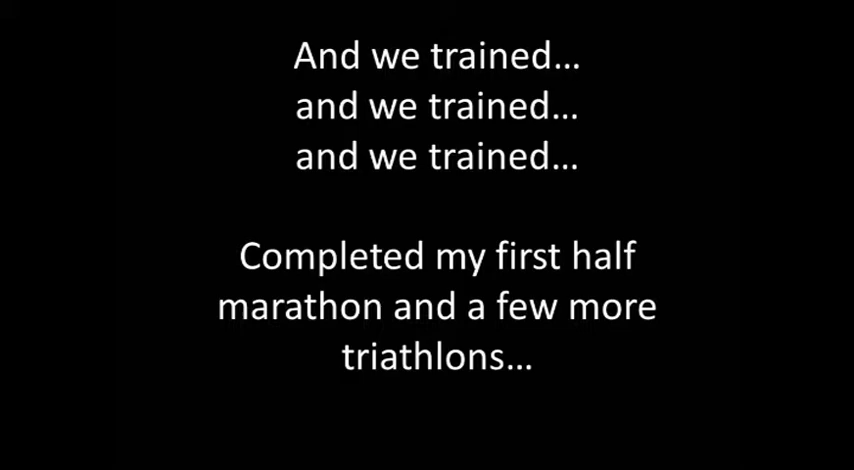 And we trained...
and we trained...
and we trained...
Completed my first half
marathon and a few more
triathlons...